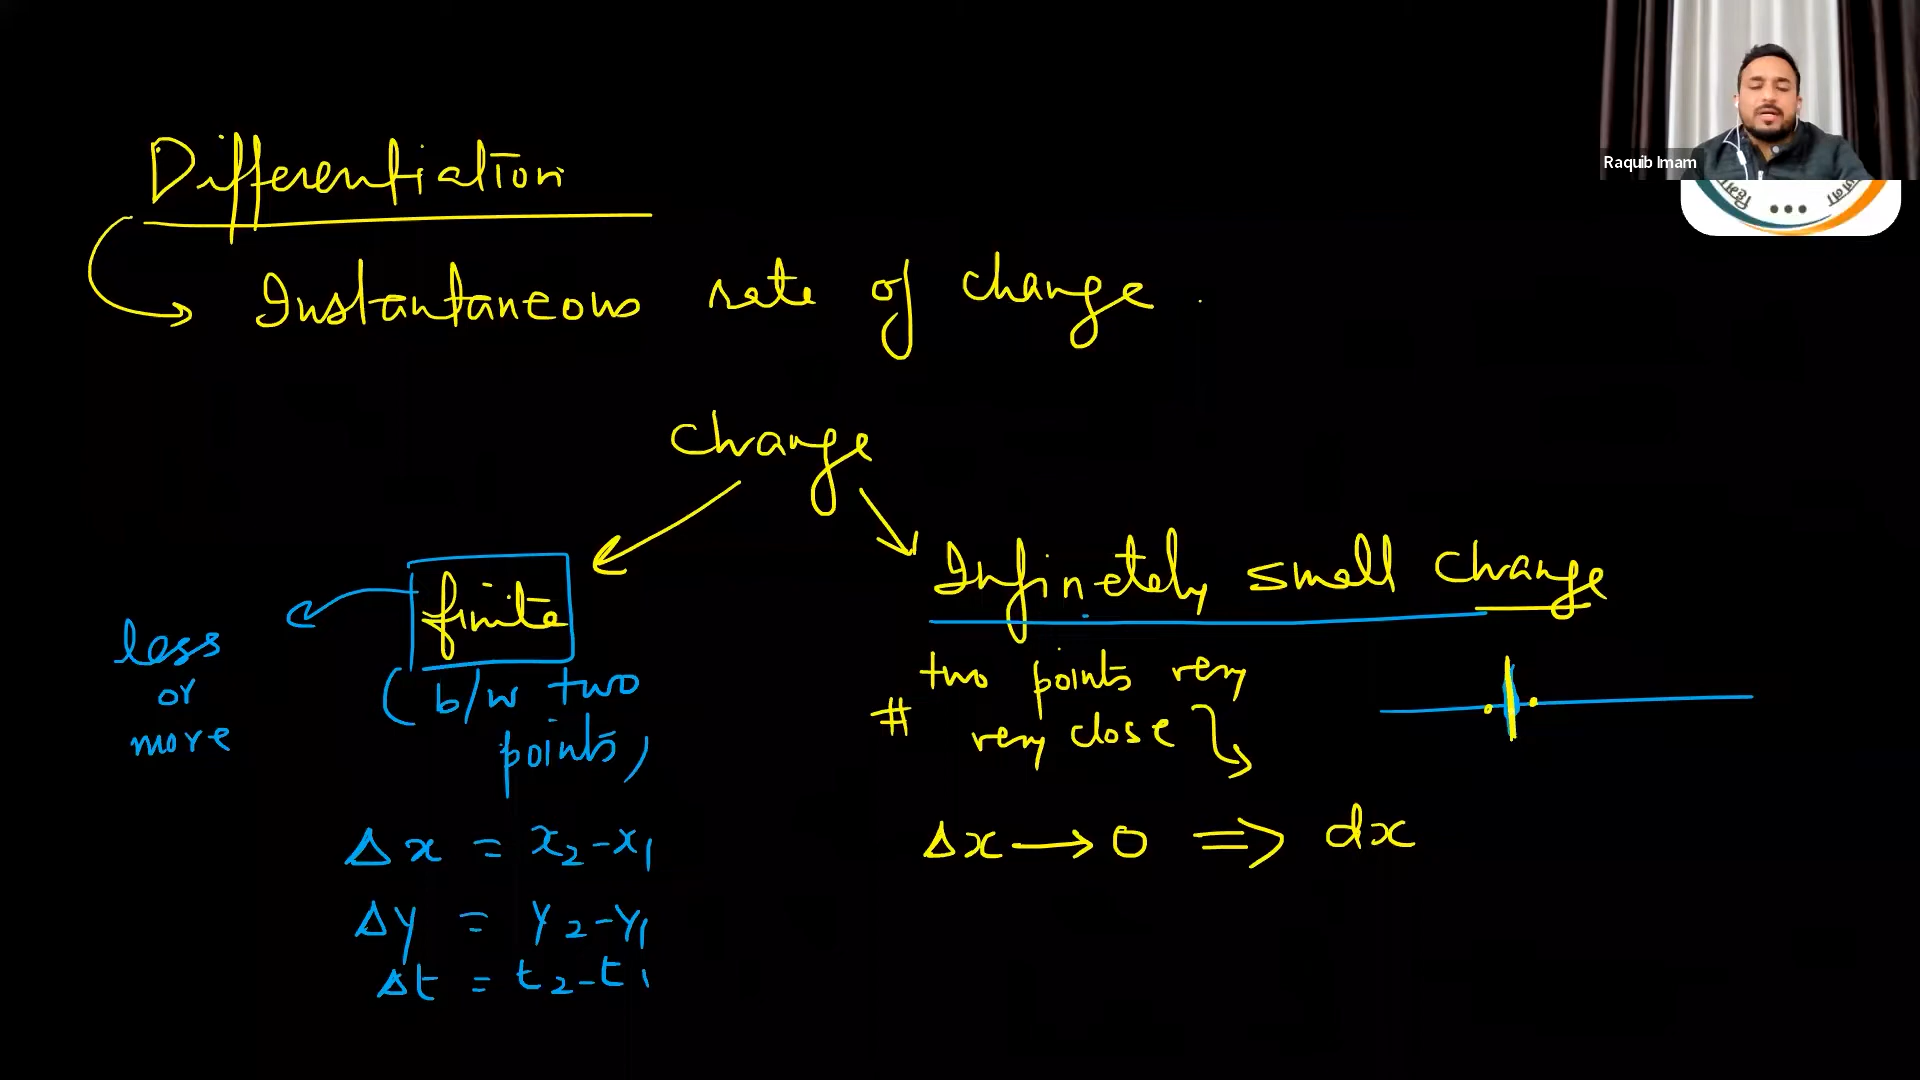 Raquib Imam
Differentiation
Instantaneous rate of change.
Change
finite
Infinetely small change
less
or
more
( b/w two
points)
# two points very
very close
Δx = x₂-x₁
Δy = y₂-y₁
Δt = t₂-t₁
Δx → 0 ⇒ dx